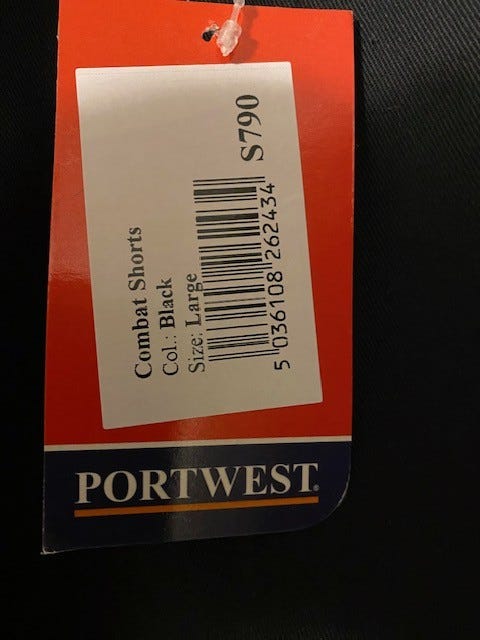 Combat Shorts
Col.: Black
Size: Large
5 036108 262434
S790
PORTWEST®